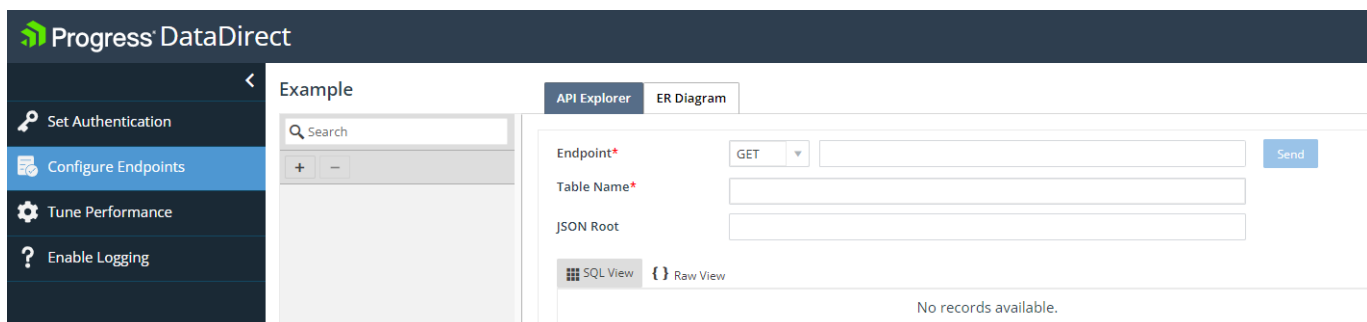 Progress DataDirect
Set Authentication
Configure Endpoints
Tune Performance
Enable Logging
Example
Search
+ −
API Explorer ER Diagram
Endpoint* GET Send
Table Name*
JSON Root
SQL View { } Raw View
No records available.